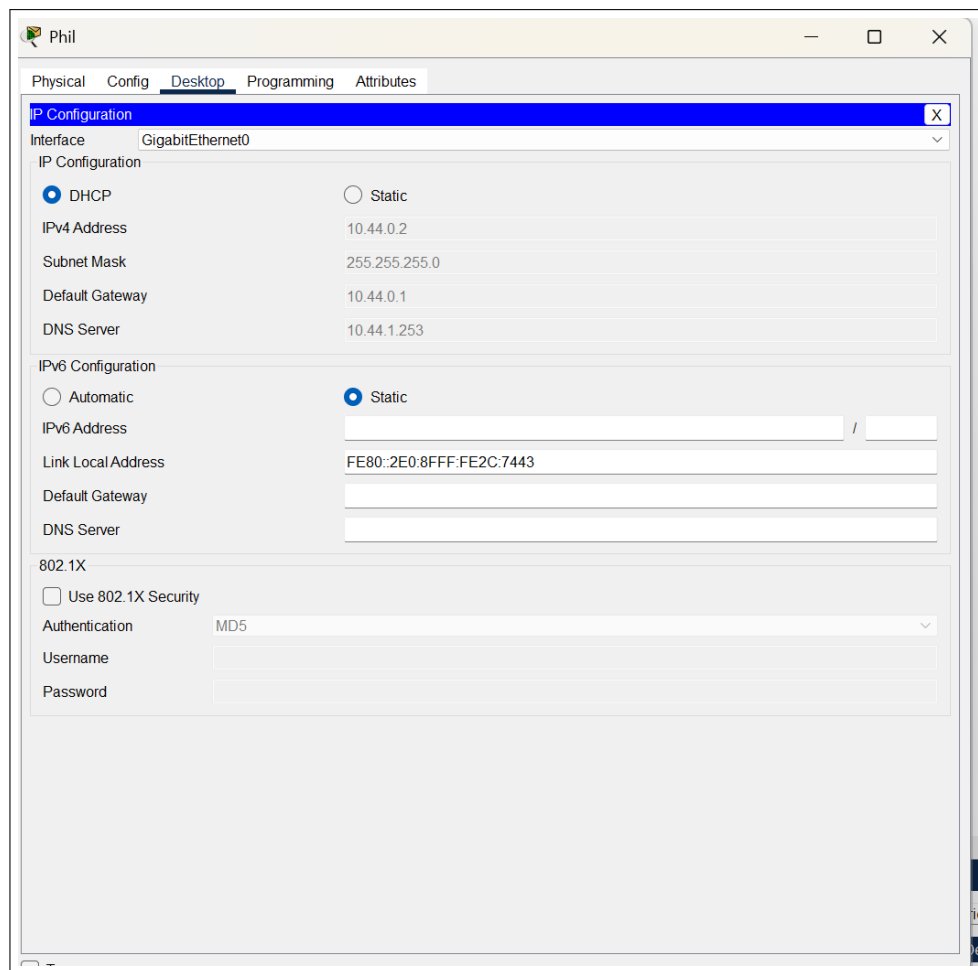 Phil
Physical Config Desktop Programming Attributes
IP Configuration X
Interface GigabitEthernet0
IP Configuration
DHCP Static
IPv4 Address 10.44.0.2
Subnet Mask 255.255.255.0
Default Gateway 10.44.0.1
DNS Server 10.44.1.253
IPv6 Configuration
Automatic Static
IPv6 Address /
Link Local Address FE80::2E0:8FFF:FE2C:7443
Default Gateway
DNS Server
802.1X
Use 802.1X Security
Authentication MD5
Username
Password